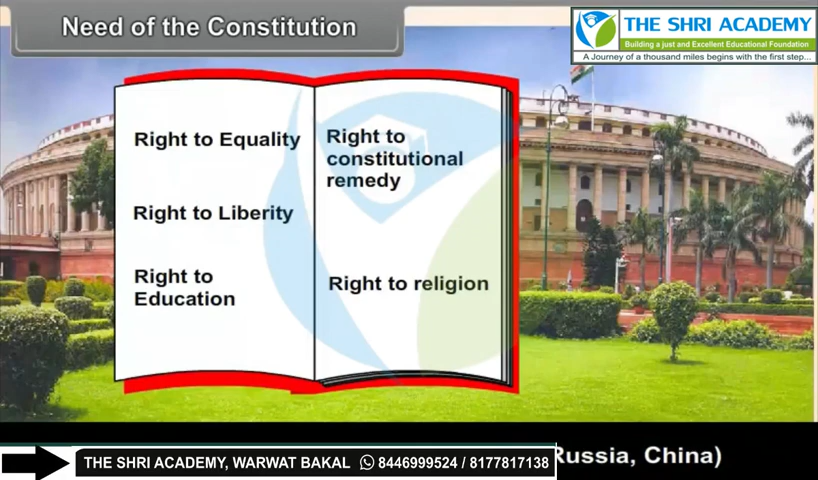 Need of the Constitution
THE SHRI ACADEMY
Building a just and Excellent Educational Foundation
A Journey of a thousand miles begins with the first step...
Right to Equality
Right to Liberity
Right to
Education
Right to
constitutional
remedy
Right to religion
THE SHRI ACADEMY, WARWAT BAKAL 8446999524 / 8177817138
Russia, China)